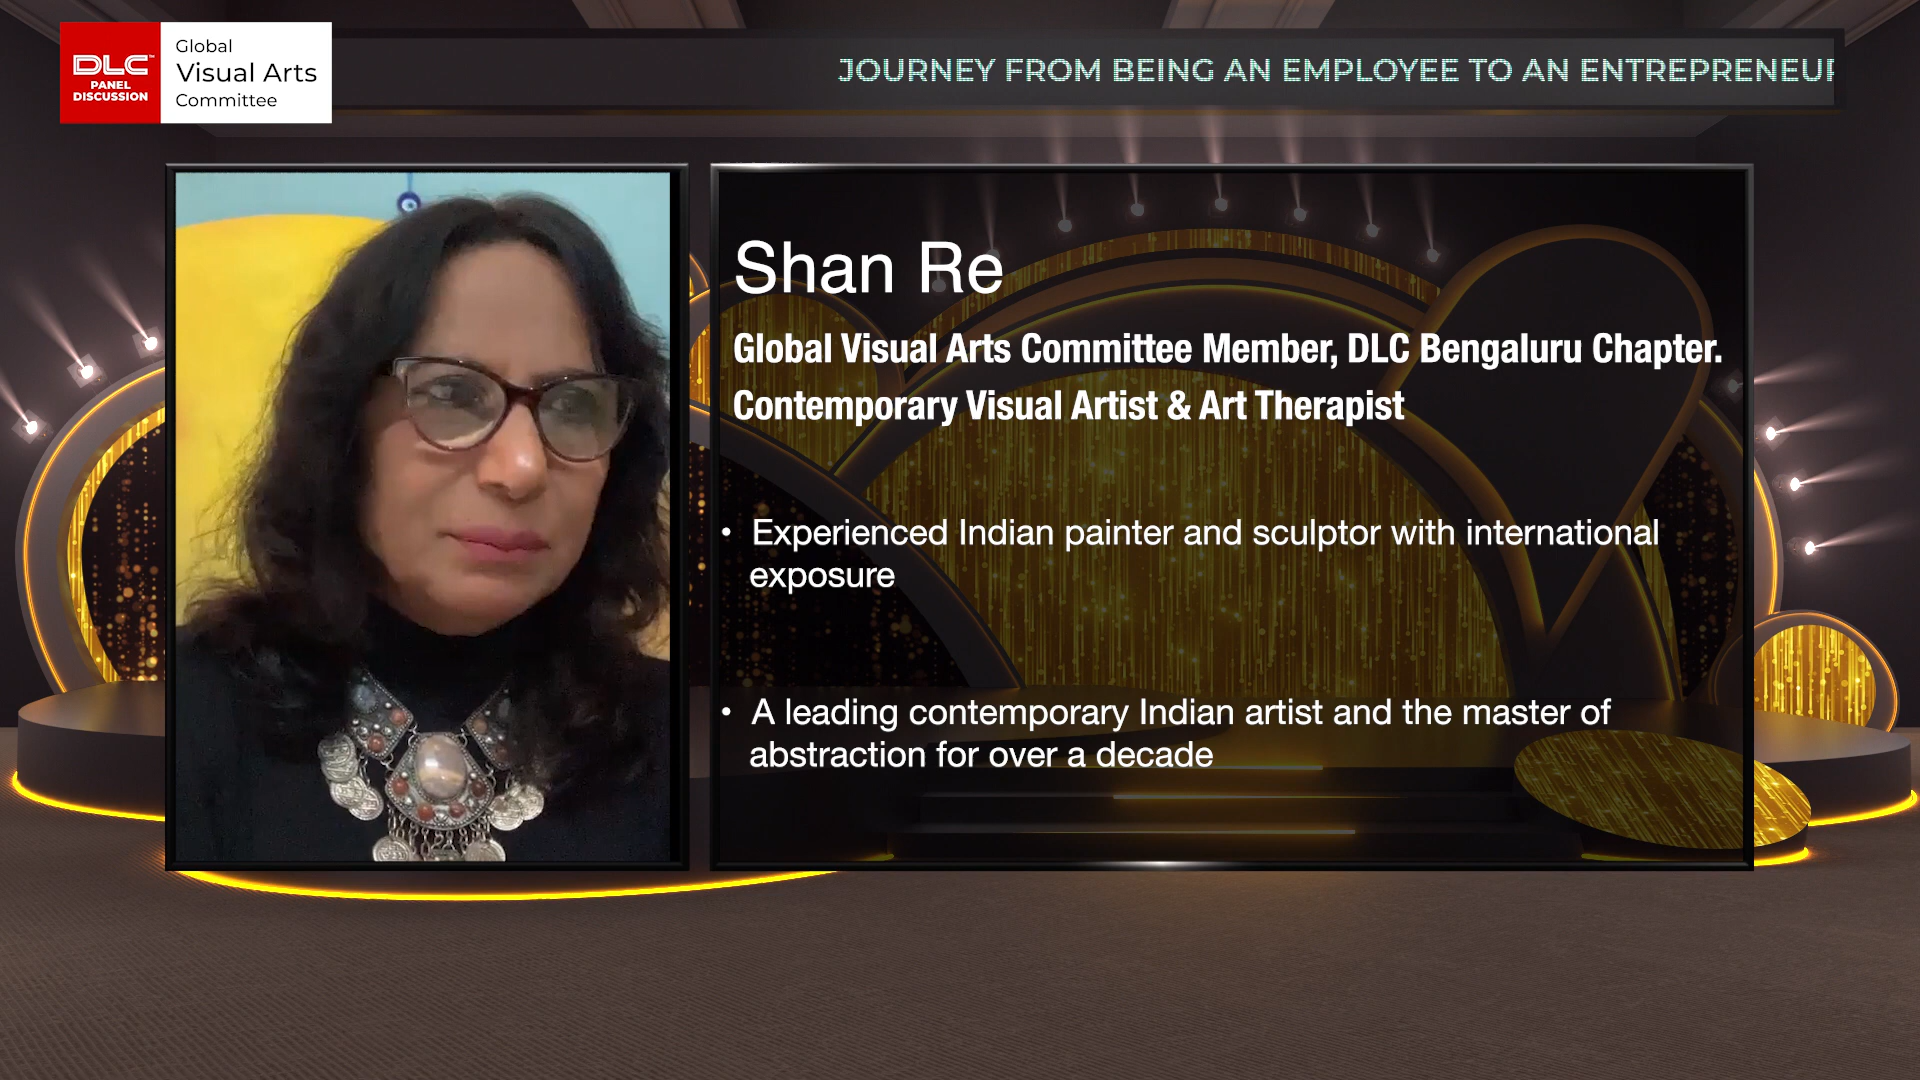 DLC™
PANEL
DISCUSSION
Global
Visual Arts
Committee
JOURNEY FROM BEING AN EMPLOYEE TO AN ENTREPRENEUR
Shan Re
Global Visual Arts Committee Member, DLC Bengaluru Chapter.
Contemporary Visual Artist & Art Therapist
• Experienced Indian painter and sculptor with international
exposure
• A leading contemporary Indian artist and the master of
abstraction for over a decade